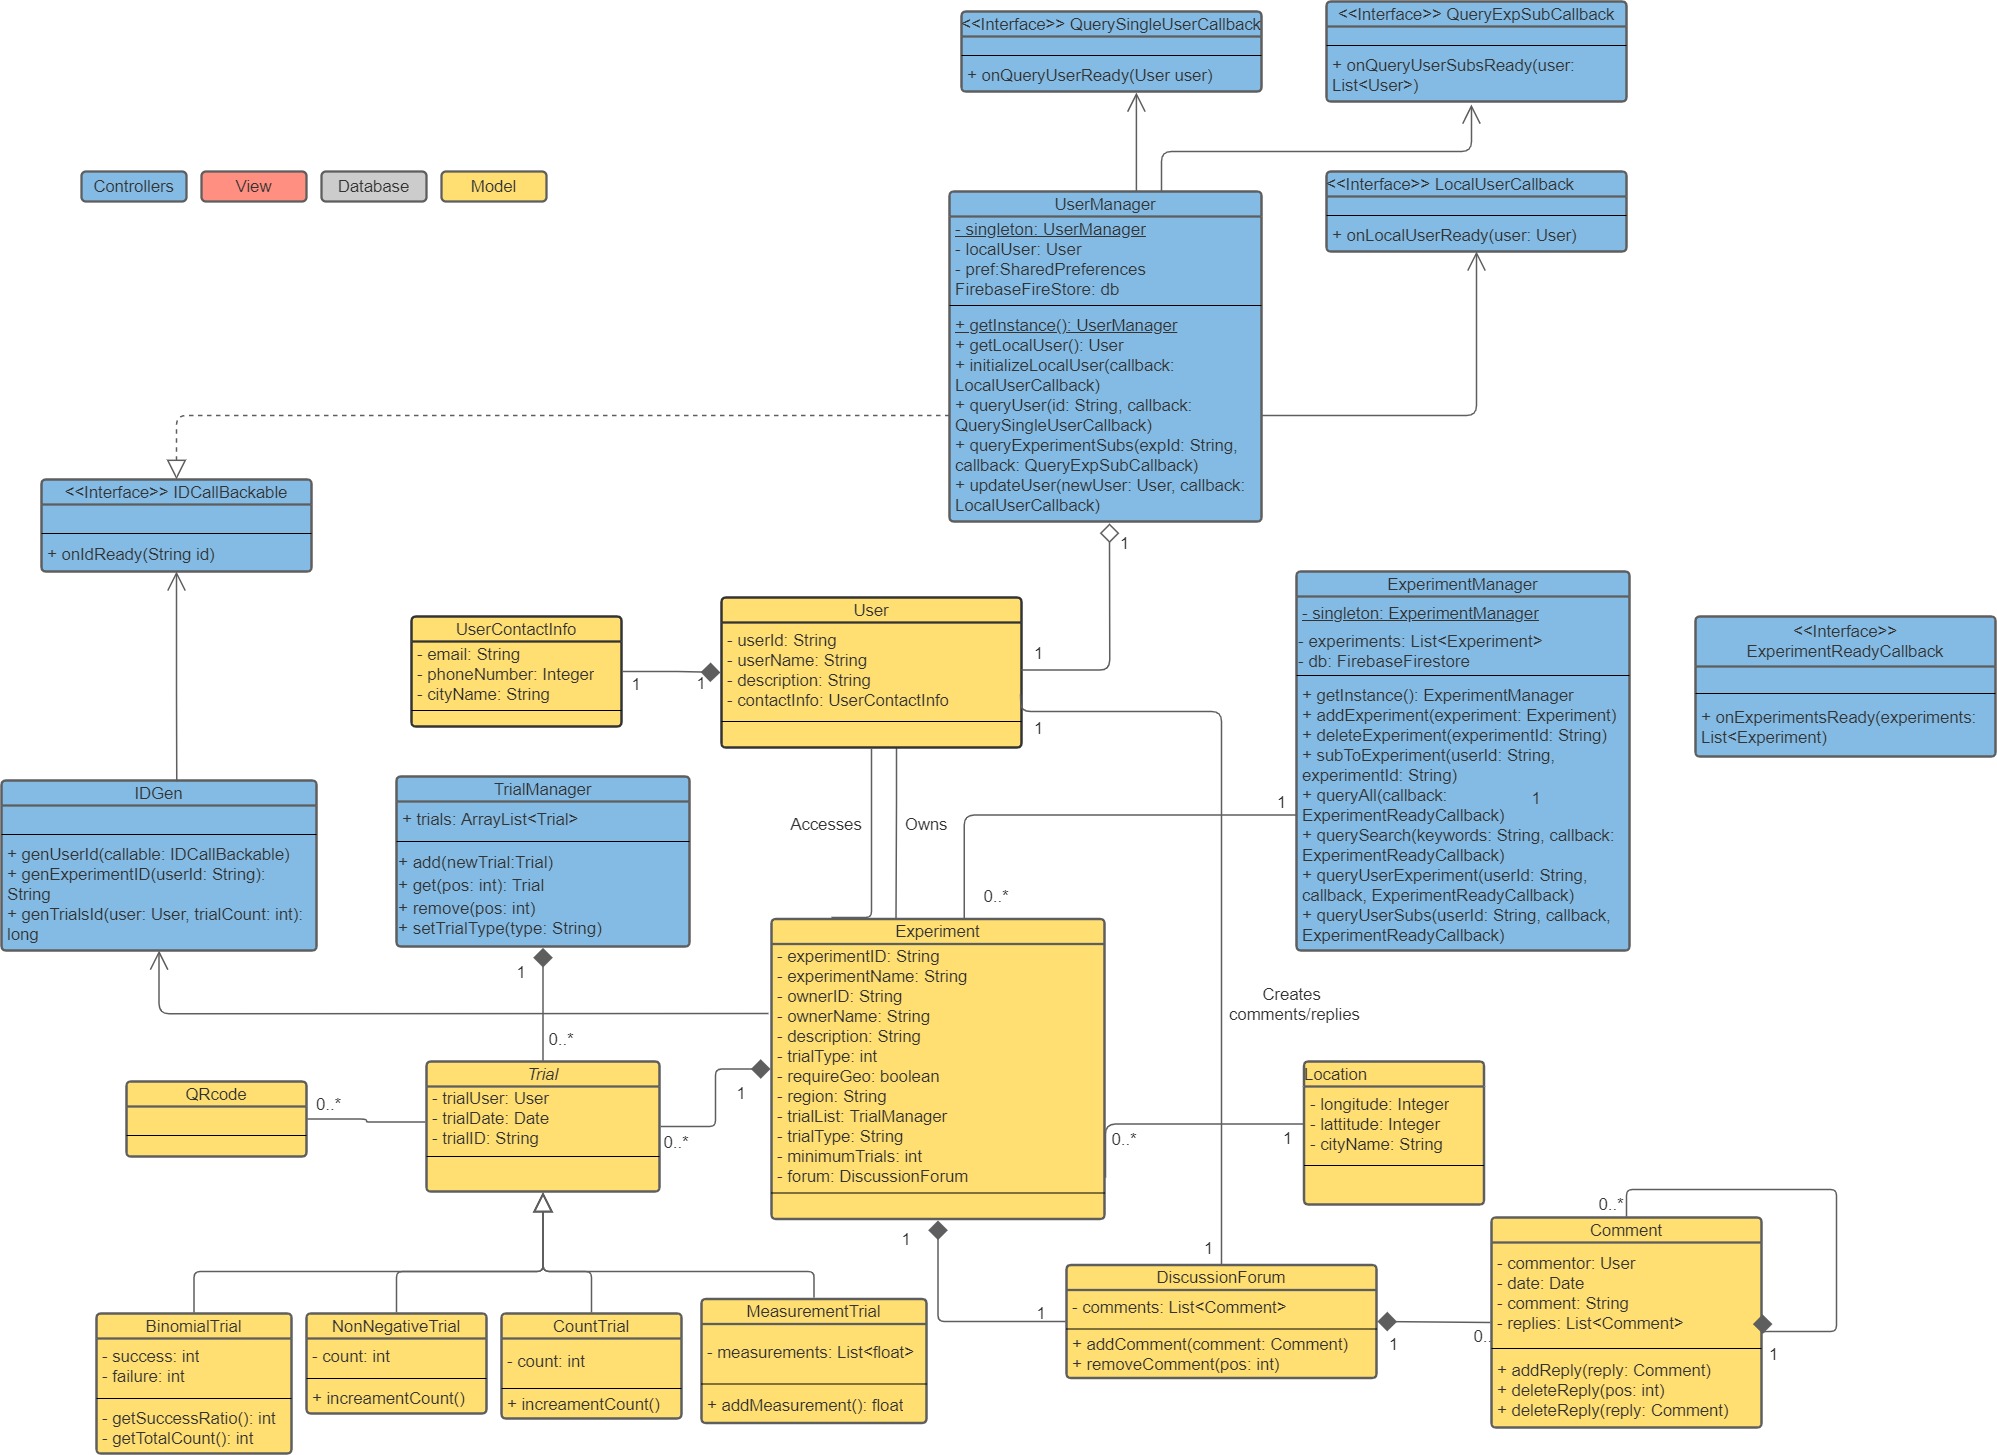 <<Interface>> QuerySingleUserCallback
+ onQueryUserReady(User user)
<<Interface>> QueryExpSubCallback
+ onQueryUserSubsReady(user:
List<User>)
Controllers
View
Database
Model
<<Interface>> LocalUserCallback
+ onLocalUserReady(user: User)
UserManager
- singleton: UserManager
- localUser: User
- pref:SharedPreferences
FirebaseFireStore: db
+ getInstance(): UserManager
+ getLocalUser(): User
+ initializeLocalUser(callback:
LocalUserCallback)
+ queryUser(id: String, callback:
QuerySingleUserCallback)
+ queryExperimentSubs(expId: String,
callback: QueryExpSubCallback)
+ updateUser(newUser: User, callback:
LocalUserCallback)
1
<<Interface>> IDCallBackable
+ onIdReady(String id)
UserContactInfo
- email: String
- phoneNumber: Integer
- cityName: String
1
1
User
- userId: String
- userName: String
- description: String
- contactInfo: UserContactInfo
1
1
ExperimentManager
- singleton: ExperimentManager
- experiments: List<Experiment>
- db: FirebaseFirestore
+ getInstance(): ExperimentManager
+ addExperiment(experiment: Experiment)
+ deleteExperiment(experimentId: String)
+ subToExperiment(userId: String,
experimentId: String)
+ queryAll(callback:
1
ExperimentReadyCallback)
+ querySearch(keywords: String, callback:
ExperimentReadyCallback)
+ queryUserExperiment(userId: String,
callback, ExperimentReadyCallback)
+ queryUserSubs(userId: String, callback,
ExperimentReadyCallback)
<<Interface>>
ExperimentReadyCallback
+ onExperimentsReady(experiments:
List<Experiment)
IDGen
+ genUserId(callable: IDCallBackable)
+ genExperimentID(userId: String):
String
+ genTrialsId(user: User, trialCount: int):
long
TrialManager
+ trials: ArrayList<Trial>
+ add(newTrial:Trial)
+ get(pos: int): Trial
+ remove(pos: int)
+ setTrialType(type: String)
1
0..*
Accesses
Owns
1
0..*
Experiment
- experimentID: String
- experimentName: String
- ownerID: String
- ownerName: String
- description: String
- trialType: int
- requireGeo: boolean
- region: String
- trialList: TrialManager
- trialType: String
- minimumTrials: int
- forum: DiscussionForum
Creates
comments/replies
QRcode
0..*
Trial
- trialUser: User
- trialDate: Date
- trialID: String
1
0..*
0..*
1
Location
- longitude: Integer
- lattitude: Integer
- cityName: String
1
1
1
DiscussionForum
- comments: List<Comment>
+ addComment(comment: Comment)
+ removeComment(pos: int)
1
0..
0..*
Comment
- commentor: User
- date: Date
- comment: String
- replies: List<Comment>
+ addReply(reply: Comment)
+ deleteReply(pos: int)
+ deleteReply(reply: Comment)
1
BinomialTrial
- success: int
- failure: int
- getSuccessRatio(): int
- getTotalCount(): int
NonNegativeTrial
- count: int
+ increamentCount()
CountTrial
- count: int
+ increamentCount()
MeasurementTrial
- measurements: List<float>
+ addMeasurement(): float